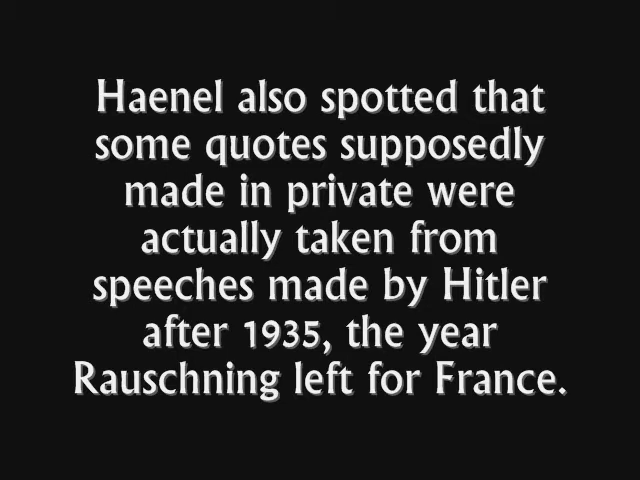 Haenel also spotted that
some quotes supposedly
made in private were
actually taken from
speeches made by Hitler
after 1935, the year
Rauschning left for France.